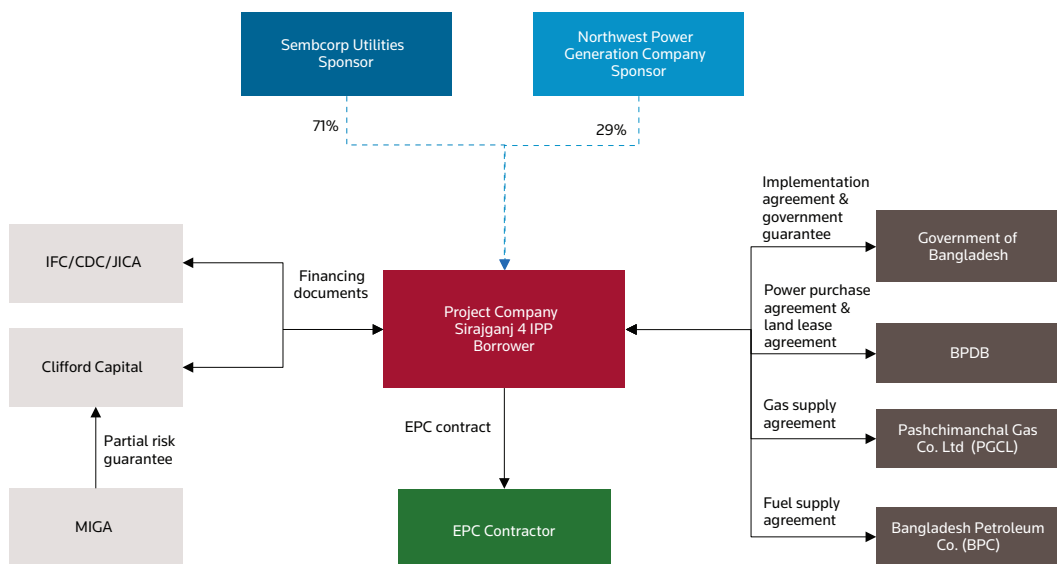 Sembcorp Utilities
Sponsor
Northwest Power
Generation Company
Sponsor
71%
29%
Implementation
agreement &
government
guarantee
IFC/CDC/JICA
Financing
documents
Government of
Bangladesh
Project Company
Sirajganj 4 IPP
Borrower
Power purchase
agreement &
land lease
agreement
Clifford Capital
BPDB
Gas supply
agreement
Pashchimanchal Gas
Co. Ltd (PGCL)
EPC contract
Partial risk
guarantee
MIGA
EPC Contractor
Fuel supply
agreement
Bangladesh Petroleum
Co. (BPC)